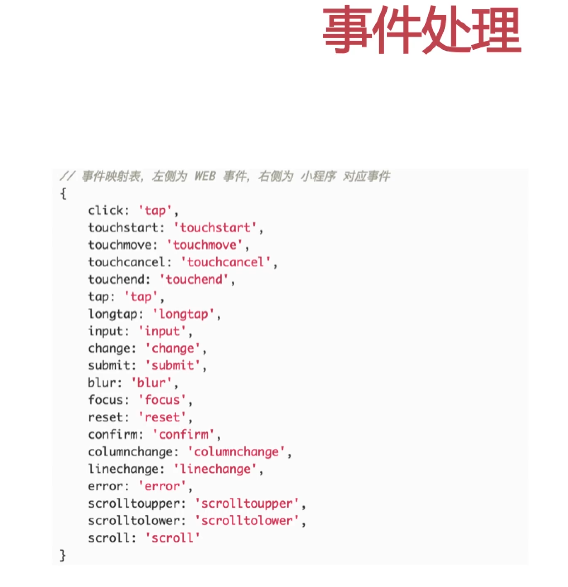 事件处理
// 事件映射表，左侧为 WEB 事件，右侧为 小程序 对应事件
{
    click: 'tap',
    touchstart: 'touchstart',
    touchmove: 'touchmove',
    touchcancel: 'touchcancel',
    touchend: 'touchend',
    tap: 'tap',
    longtap: 'longtap',
    input: 'input',
    change: 'change',
    submit: 'submit',
    blur: 'blur',
    focus: 'focus',
    reset: 'reset',
    confirm: 'confirm',
    columnchange: 'columnchange',
    linechange: 'linechange',
    error: 'error',
    scrolltoupper: 'scrolltoupper',
    scrolltolower: 'scrolltolower',
    scroll: 'scroll'
}